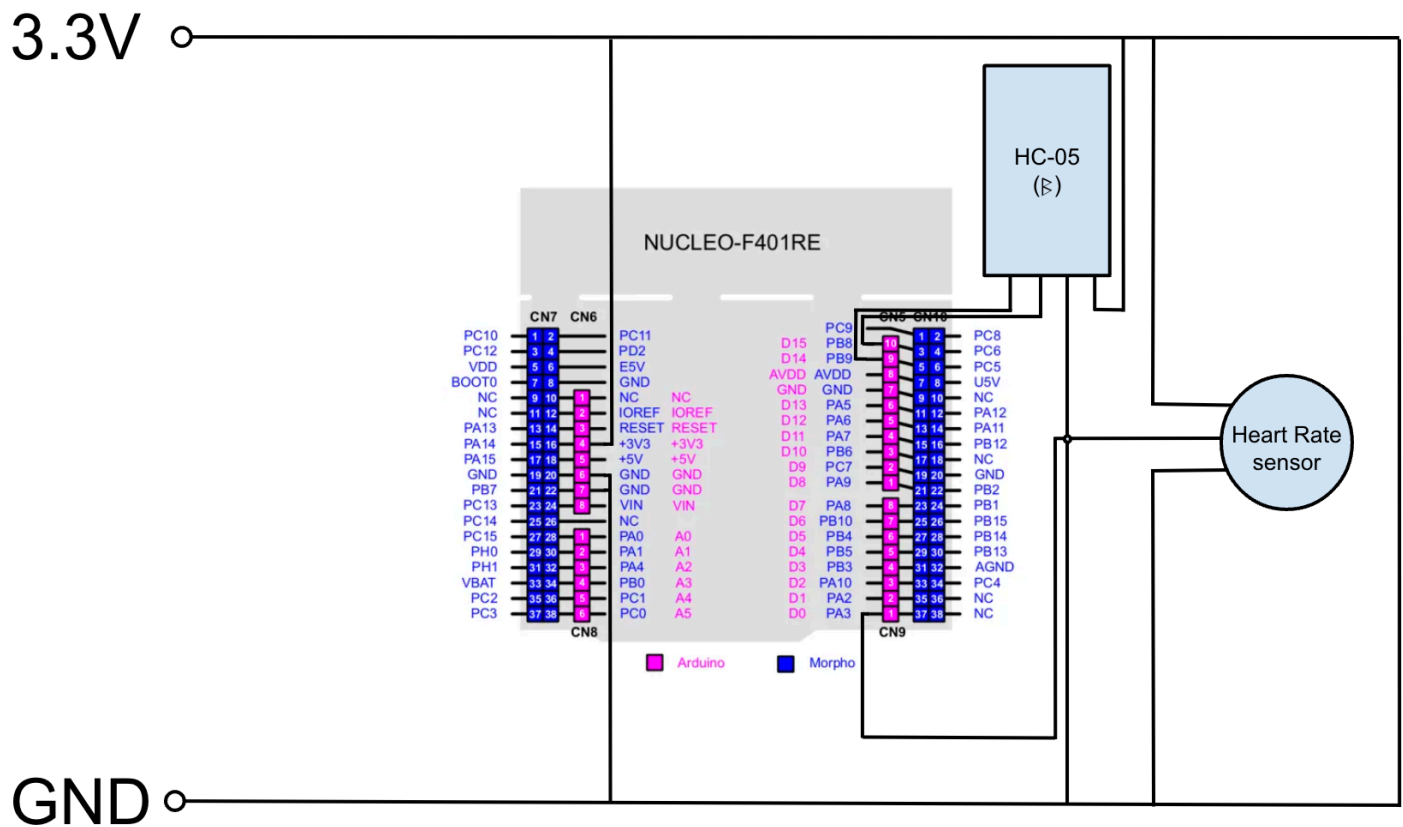 3.3V
HC-05
(ᛒ)
NUCLEO-F401RE
CN7 CN6 CN5 CN10
PC9 1 2 PC8
PC10 1 2 PC11 D15 PB8 10 3 4 PC6
PC12 3 4 PD2 D14 PB9 9 5 6 PC5
VDD 5 6 E5V AVDD AVDD 8 7 8 U5V
BOOT0 7 8 GND GND GND 7 9 10 NC
NC 9 10 1 NC NC D13 PA5 6 11 12 PA12
NC 11 12 2 IOREF IOREF D12 PA6 5 13 14 PA11
PA13 13 14 3 RESET RESET D11 PA7 4 15 16 PB12
PA14 15 16 4 +3V3 +3V3 D10 PB6 3 17 18 NC
PA15 17 18 5 +5V +5V D9 PC7 2 19 20 GND
GND 19 20 6 GND GND D8 PA9 1 21 22 PB2
PB7 21 22 7 GND GND
PC13 23 24 8 VIN VIN D7 PA8 8 23 24 PB1
PC14 25 26 NC D6 PB10 7 25 26 PB15
PC15 27 28 1 PA0 A0 D5 PB4 6 27 28 PB14
PH0 29 30 2 PA1 A1 D4 PB5 5 29 30 PB13
PH1 31 32 3 PA4 A2 D3 PB3 4 31 32 AGND
VBAT 33 34 4 PB0 A3 D2 PA10 3 33 34 PC4
PC2 35 36 5 PC1 A4 D1 PA2 2 35 36 NC
PC3 37 38 6 PC0 A5 D0 PA3 1 37 38 NC
CN8 CN9
Arduino Morpho
Heart Rate
sensor
GND